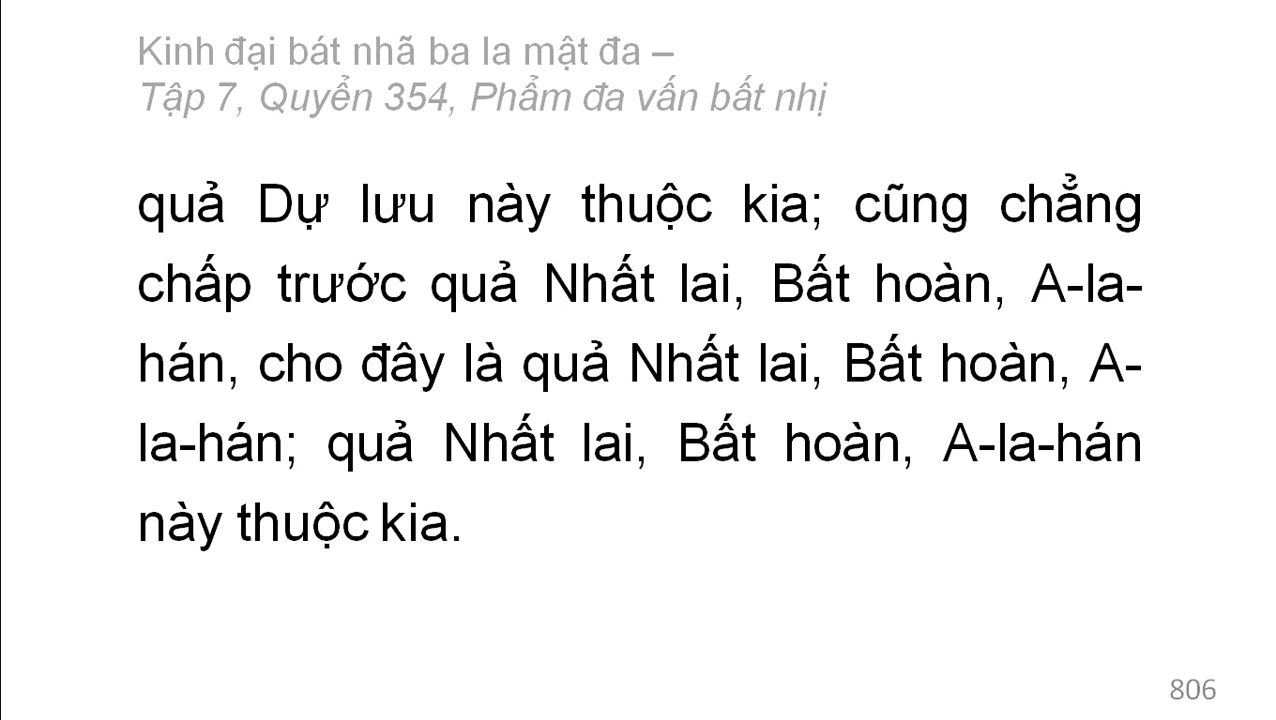 Kinh đại bát nhã ba la mật đa –
Tập 7, Quyển 354, Phẩm đa vấn bất nhị
quả Dự lưu này thuộc kia; cũng chẳng
chấp trước quả Nhất lai, Bất hoàn, A-la-
hán, cho đây là quả Nhất lai, Bất hoàn, A-
la-hán; quả Nhất lai, Bất hoàn, A-la-hán
này thuộc kia.
806